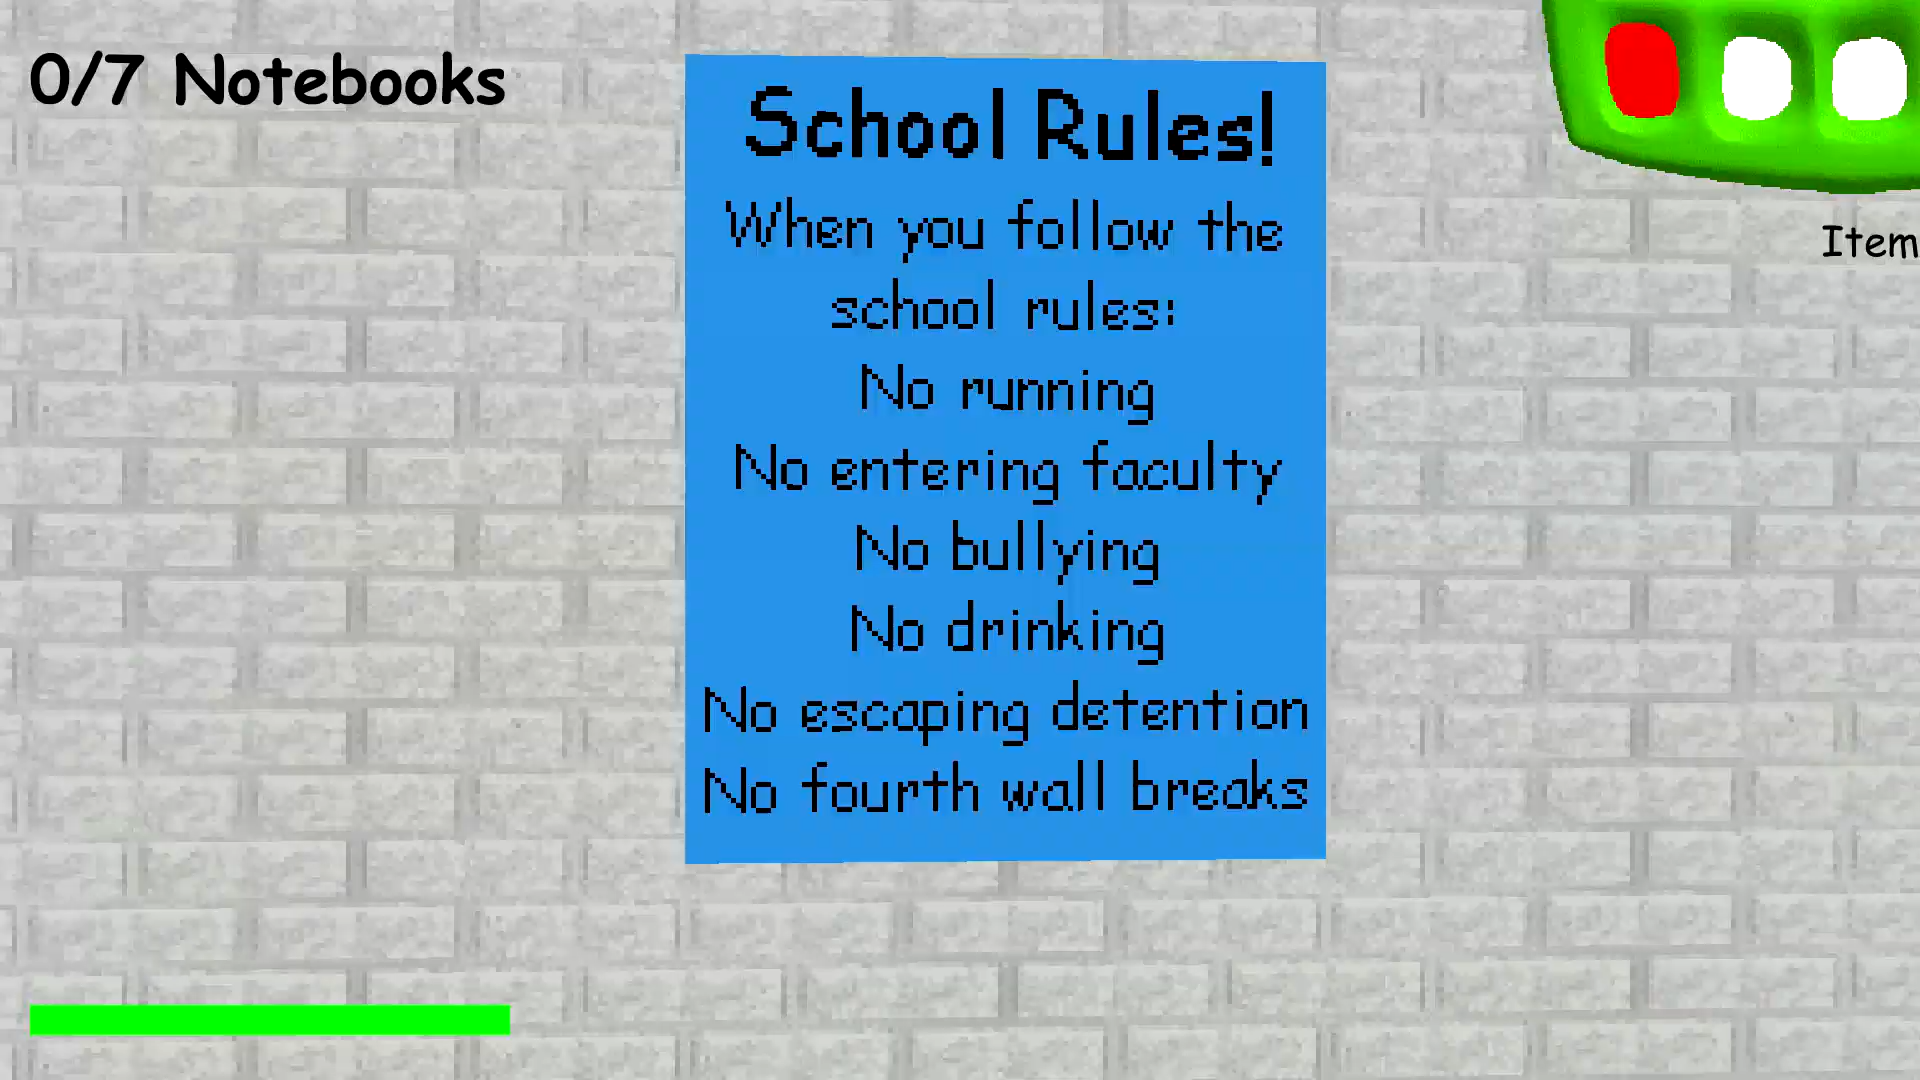 0/7 Notebooks
School Rules!
When you follow the
school rules:
No running
No entering faculty
No bullying
No drinking
No escaping detention
No fourth wall breaks
Item